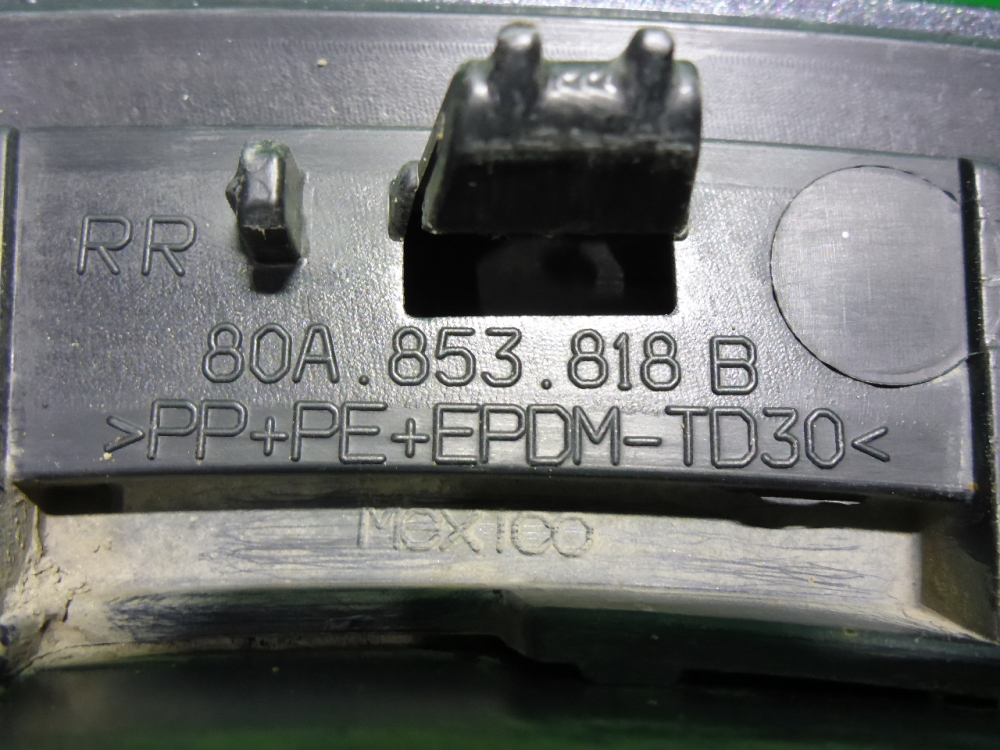 RR
80A.853.818 B
>PP+PE+EPDM-TD30<
Mexico